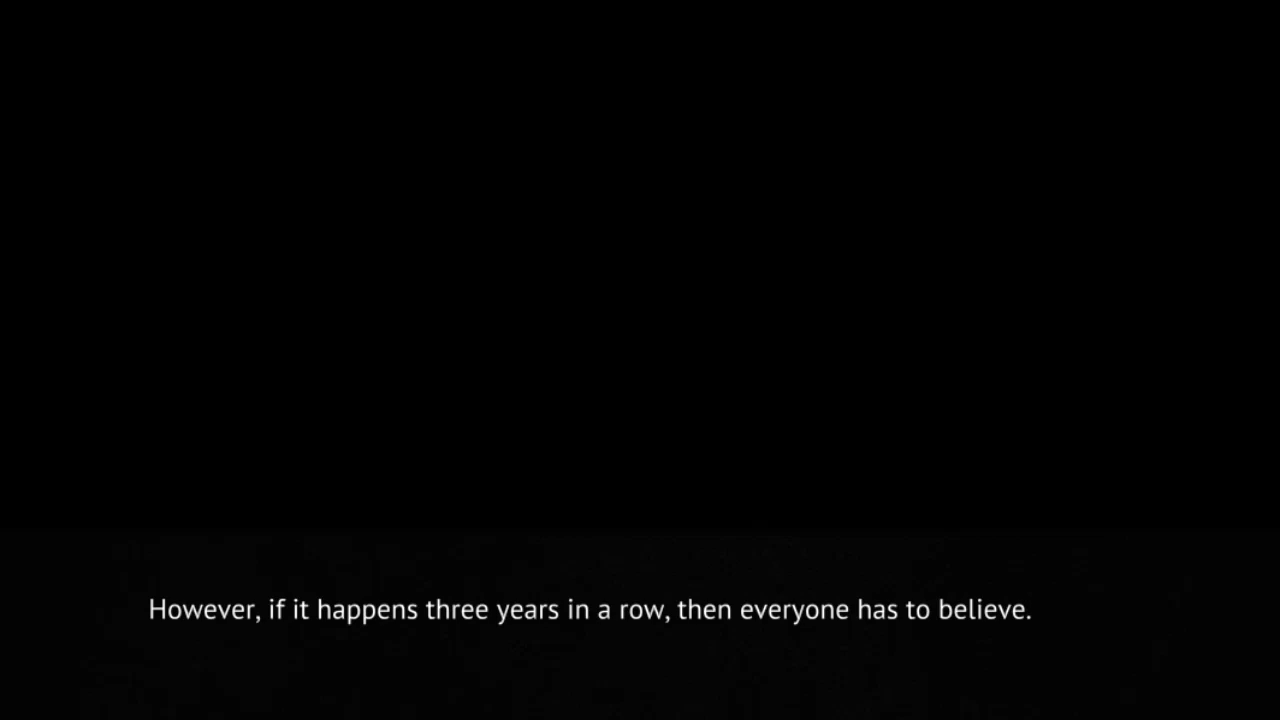 However, if it happens three years in a row, then everyone has to believe.